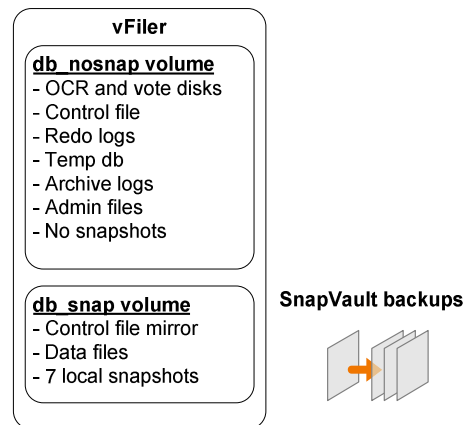 vFiler
db_nosnap volume
- OCR and vote disks
- Control file
- Redo logs
- Temp db
- Archive logs
- Admin files
- No snapshots
db_snap volume
- Control file mirror
- Data files
- 7 local snapshots
SnapVault backups